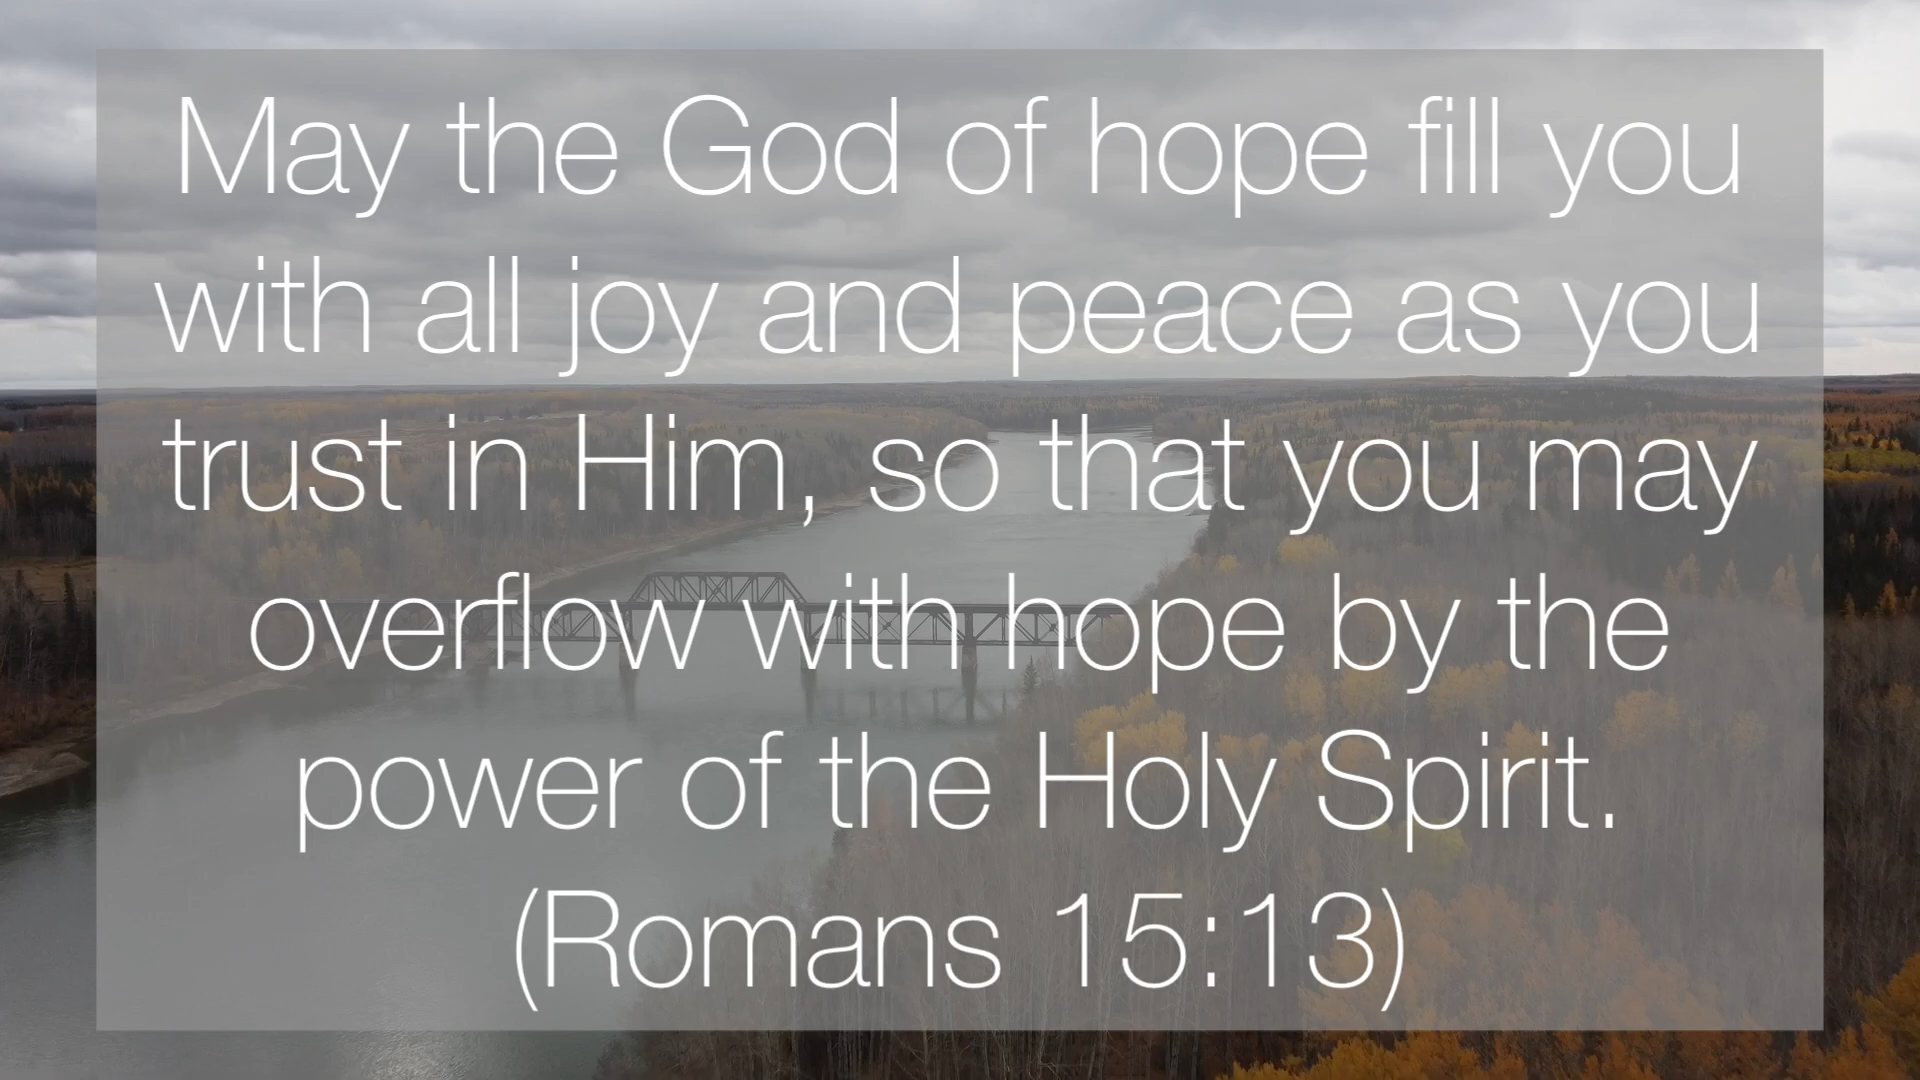 May the God of hope fill you
with all joy and peace as you
trust in Him, so that you may
overflow with hope by the
power of the Holy Spirit.
(Romans 15:13)